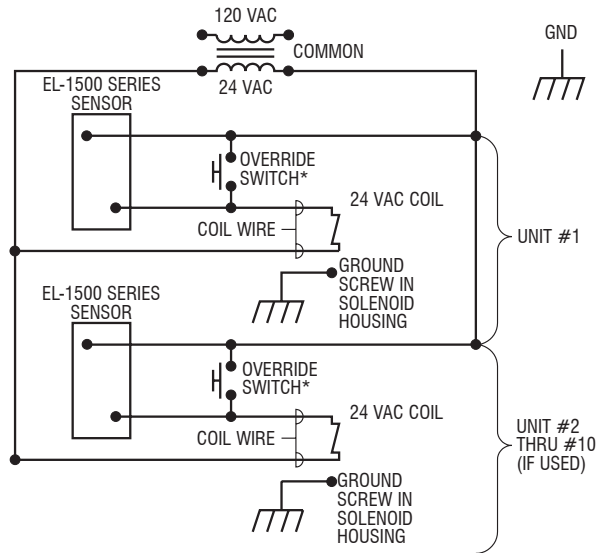 120 VAC
COMMON
24 VAC
GND
EL-1500 SERIES
SENSOR
OVERRIDE
SWITCH*
24 VAC COIL
COIL WIRE
UNIT #1
GROUND
SCREW IN
SOLENOID
HOUSING
EL-1500 SERIES
SENSOR
OVERRIDE
SWITCH*
24 VAC COIL
COIL WIRE
UNIT #2
THRU #10
(IF USED)
GROUND
SCREW IN
SOLENOID
HOUSING